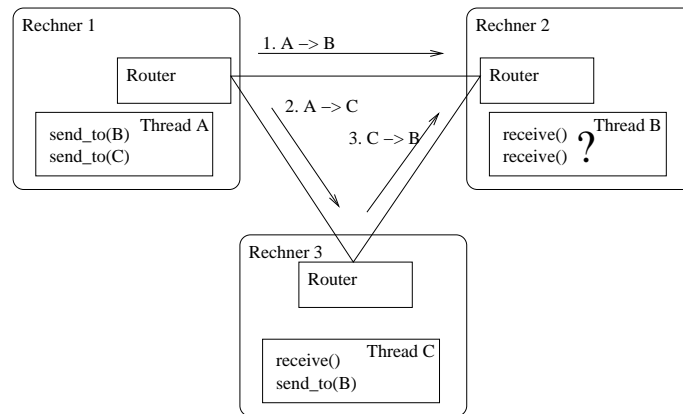 Rechner 1
Router
Thread A
send_to(B)
send_to(C)
1. A –> B
2. A –> C
3. C –> B
Rechner 2
Router
Thread B
receive()
receive()
?
Rechner 3
Router
Thread C
receive()
send_to(B)